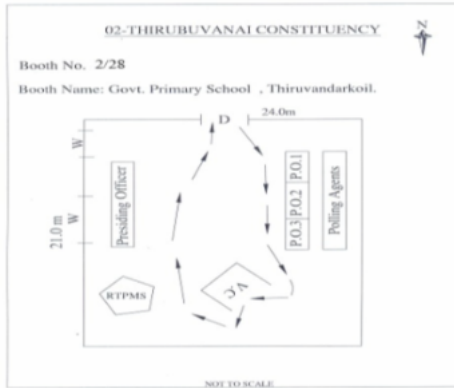 02-THIRUBUVANAI CONSTITUENCY
N
Booth No. 2/28
Booth Name: Govt. Primary School , Thiruvandarkoil.
D
24.0m
W
W
21.0 m
Presiding Officer
P.O.1
P.O.2
P.O.3
Polling Agents
RTPMS
V.C
NOT TO SCALE